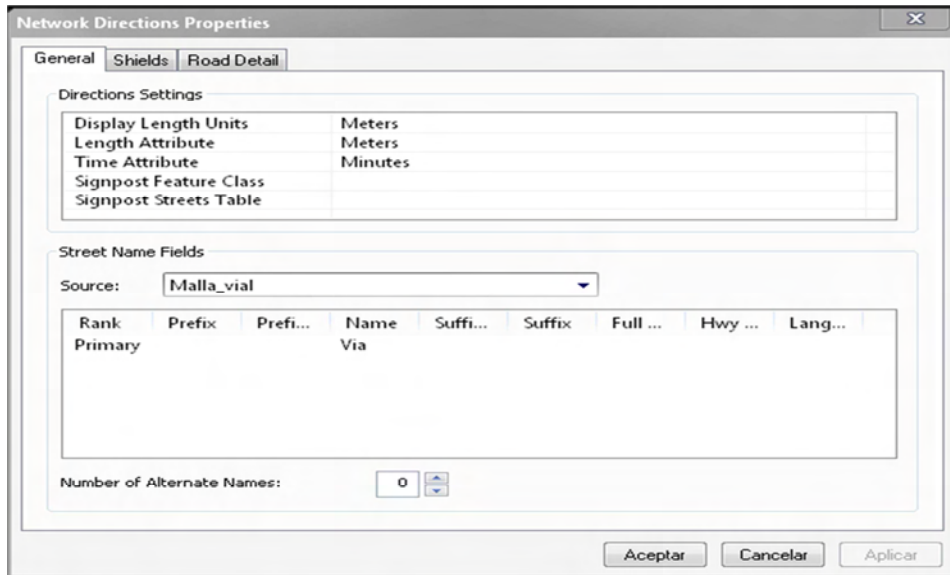 Network Directions Properties
General Shields Road Detail
Directions Settings
Display Length Units Meters
Length Attribute Meters
Time Attribute Minutes
Signpost Feature Class
Signpost Streets Table
Street Name Fields
Source: Malla_vial
Rank Prefix Prefi... Name Suffi... Suffix Full ... Hwy ... Lang...
Primary Via
Number of Alternate Names: 0
Aceptar Cancelar Aplicar